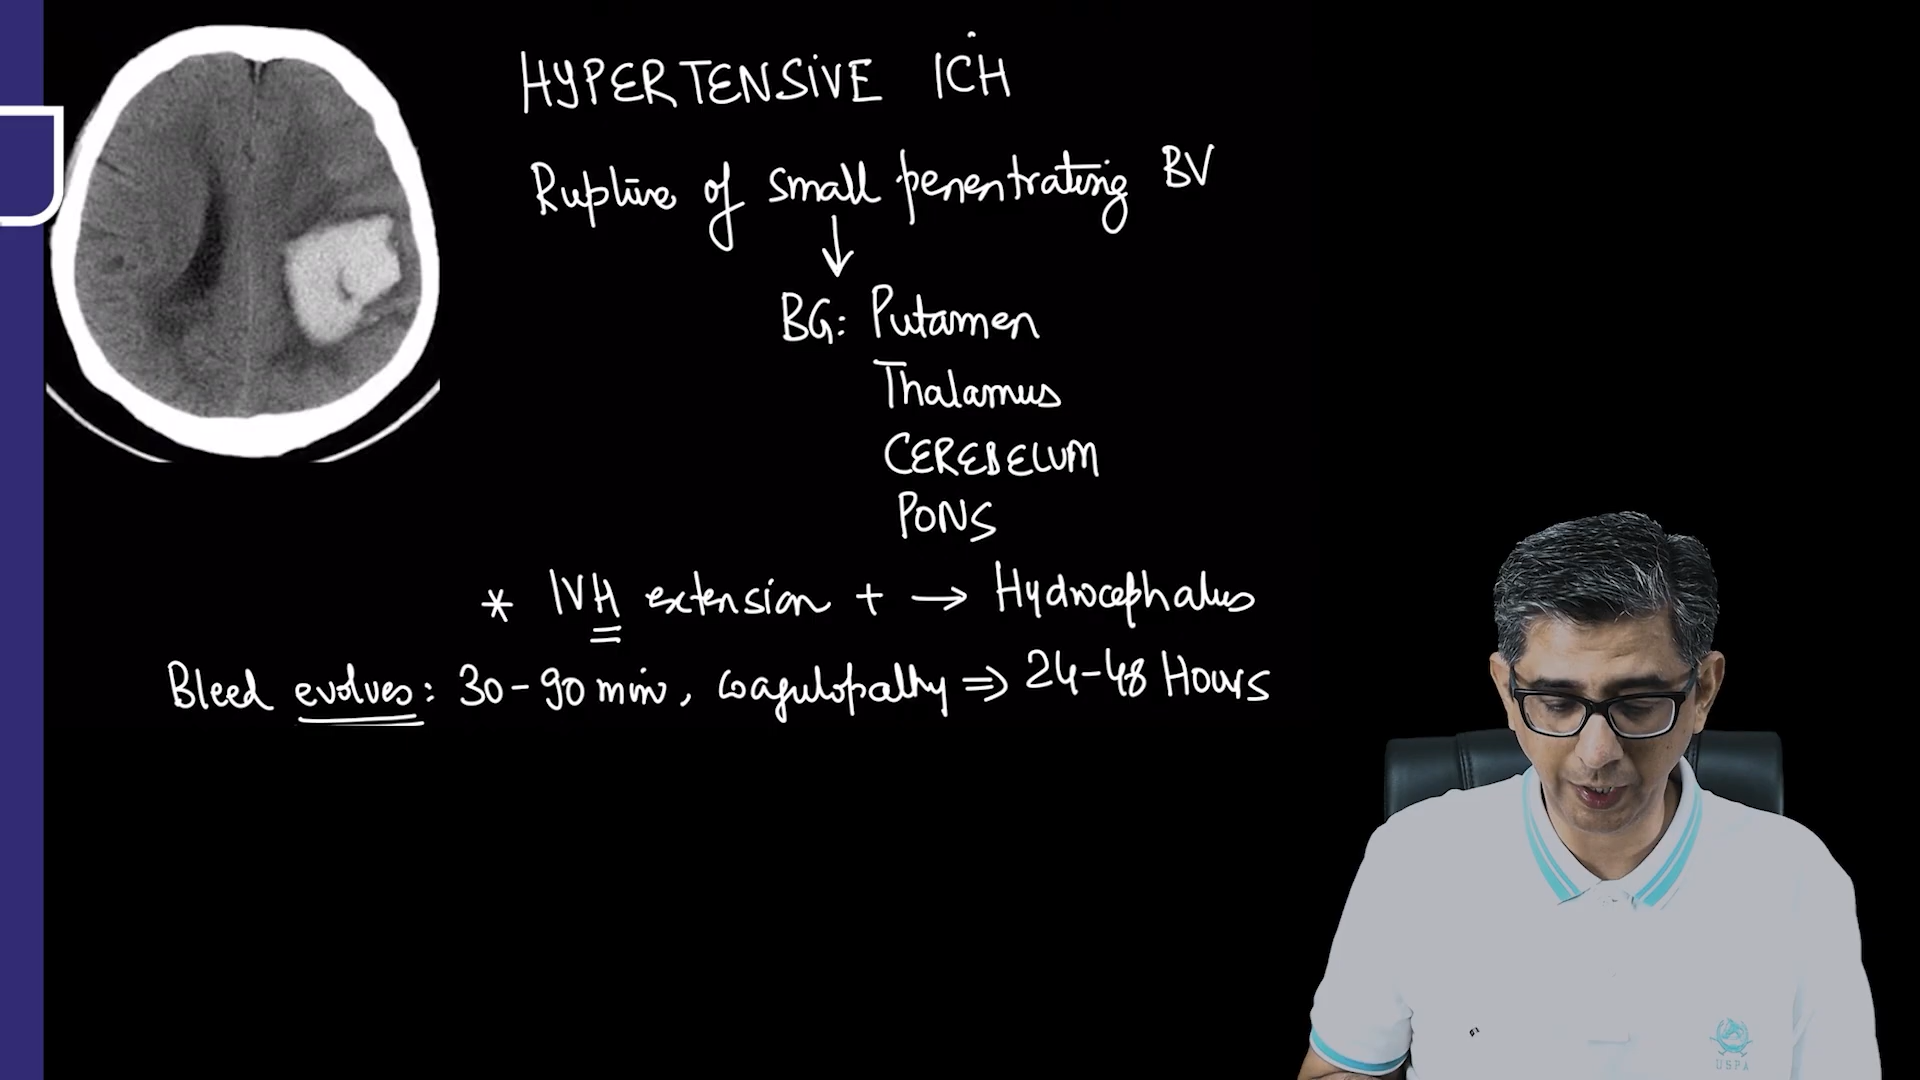 HYPERTENSIVE ICH
Rupture of small penentrating BV
↓
BG: Putamen
Thalamus
CEREBELUM
PONS
* IVH extension + → Hydrocephalus
Bleed evolves: 30-90 min, coagulopathy ⇒ 24-48 Hours
USPA